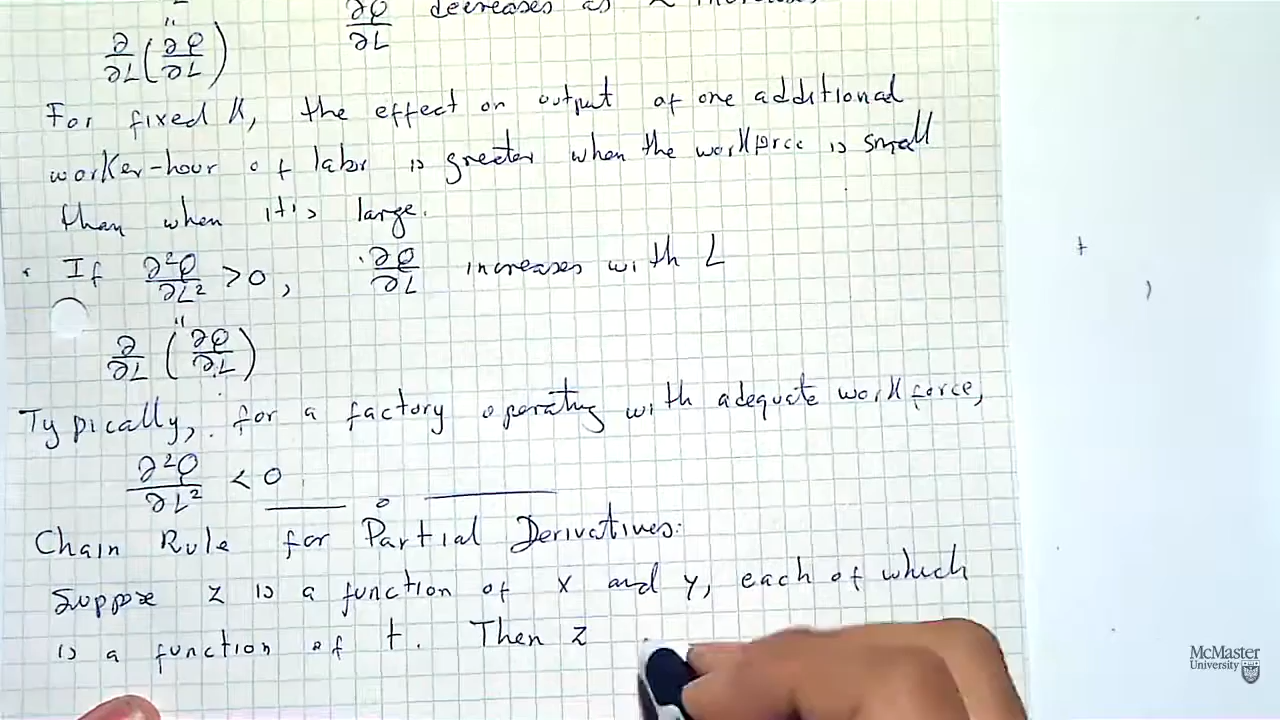 ∂Q/∂L decreases as L increases
"
∂/∂L (∂Q/∂L)
For fixed K, the effect on output of one additional
worker-hour of labor is greater when the workforce is small
than when it's large.
• If ∂²Q/∂L² > 0, ∂Q/∂L increases with L
"
∂/∂L (∂Q/∂L)
Typically, for a factory operating with adequate workforce,
∂²Q/∂L² < 0
Chain Rule for Partial Derivatives:
Suppose z is a function of x and y, each of which
is a function of t. Then z
McMaster
University